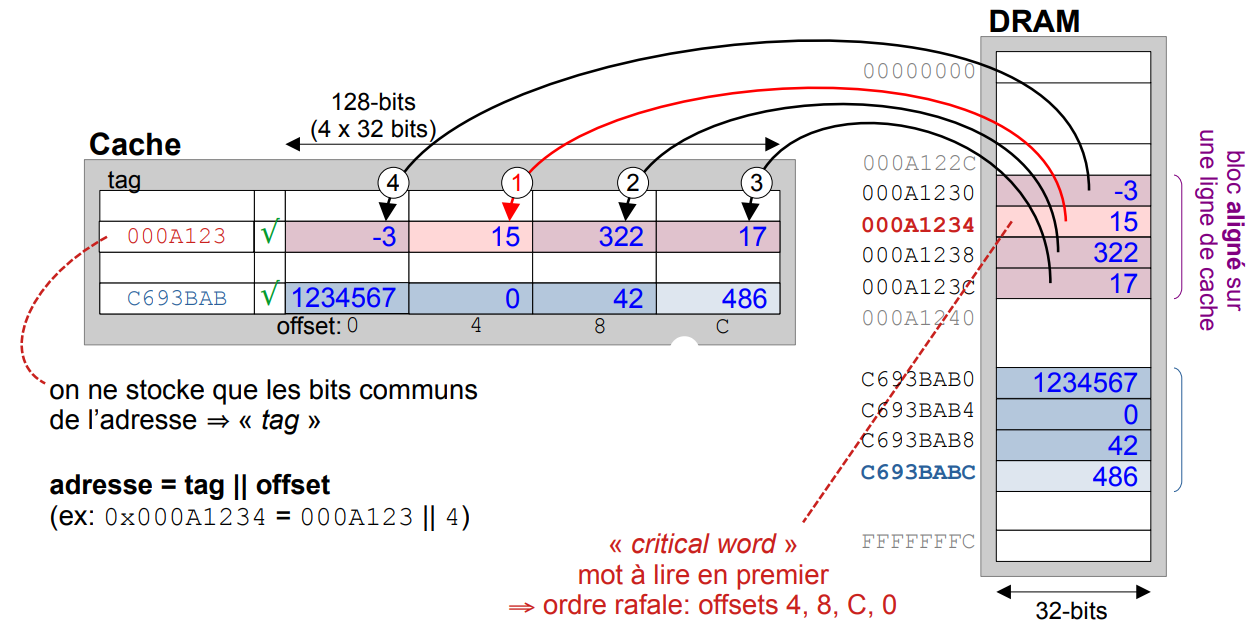 DRAM
00000000
128-bits
(4 x 32 bits)
Cache
tag
4
1
2
3
000A122C
000A1230
-3
000A1234
15
000A1238
322
000A123C
17
000A1240
bloc aligné sur
une ligne de cache
000A123 √ -3 15 322 17
C693BAB √ 1234567 0 42 486
offset: 0 4 8 C
C693BAB0
1234567
C693BAB4
0
C693BAB8
42
C693BABC
486
FFFFFFFC
32-bits
on ne stocke que les bits communs
de l’adresse ⇒ « tag »
adresse = tag || offset
(ex: 0x000A1234 = 000A123 || 4)
« critical word »
mot à lire en premier
⇒ ordre rafale: offsets 4, 8, C, 0